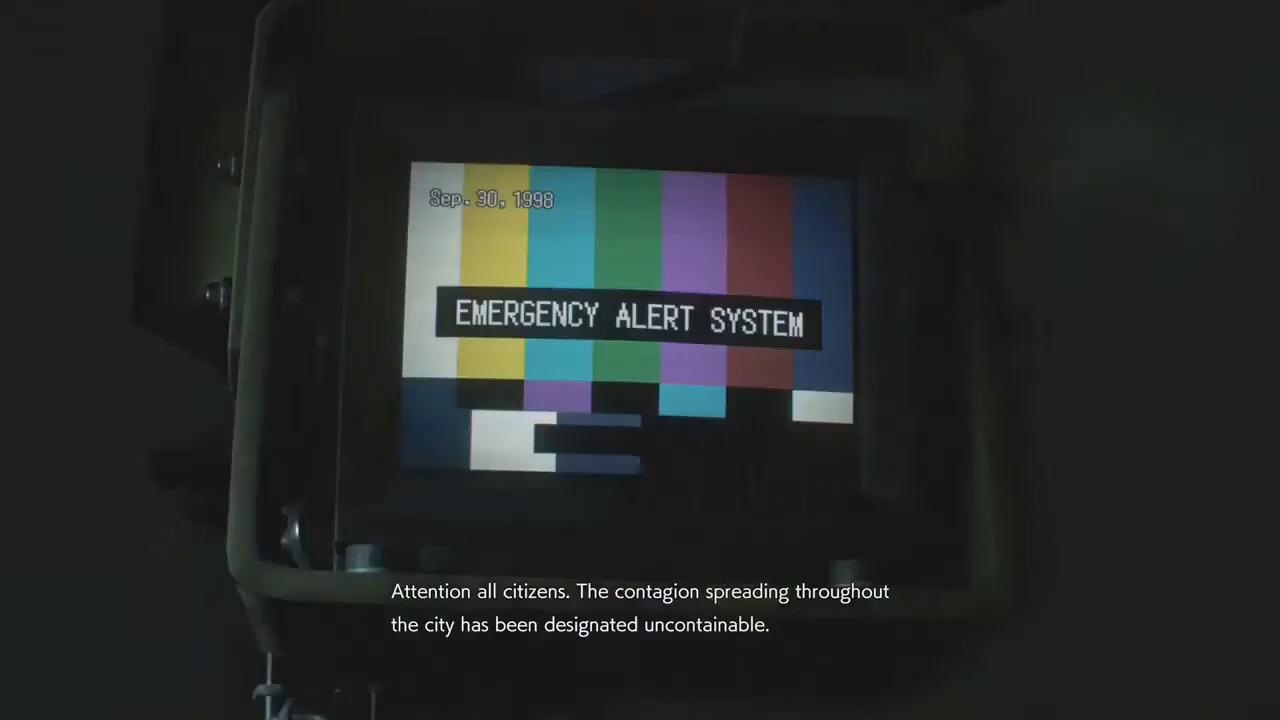 Sep. 30, 1998
EMERGENCY ALERT SYSTEM
Attention all citizens. The contagion spreading throughout
the city has been designated uncontainable.